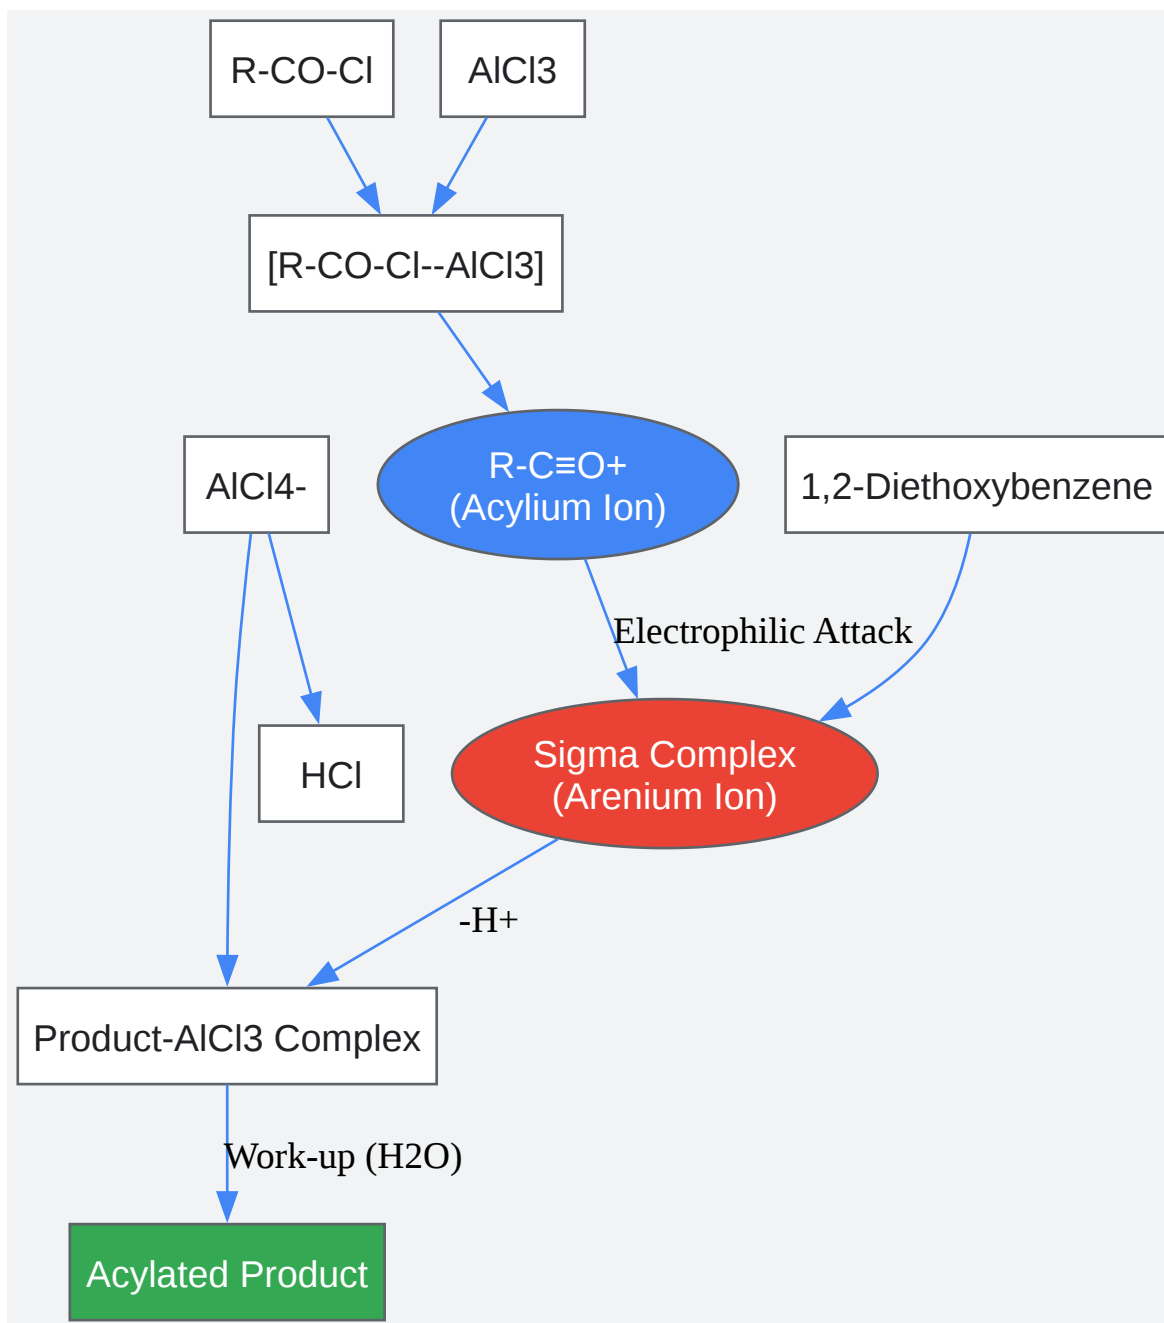 R-CO-Cl
AlCl3
[R-CO-Cl--AlCl3]
AlCl4-
R-C≡O+
(Acylium Ion)
1,2-Diethoxybenzene
Electrophilic Attack
HCl
Sigma Complex
(Arenium Ion)
-H+
Product-AlCl3 Complex
Work-up (H2O)
Acylated Product